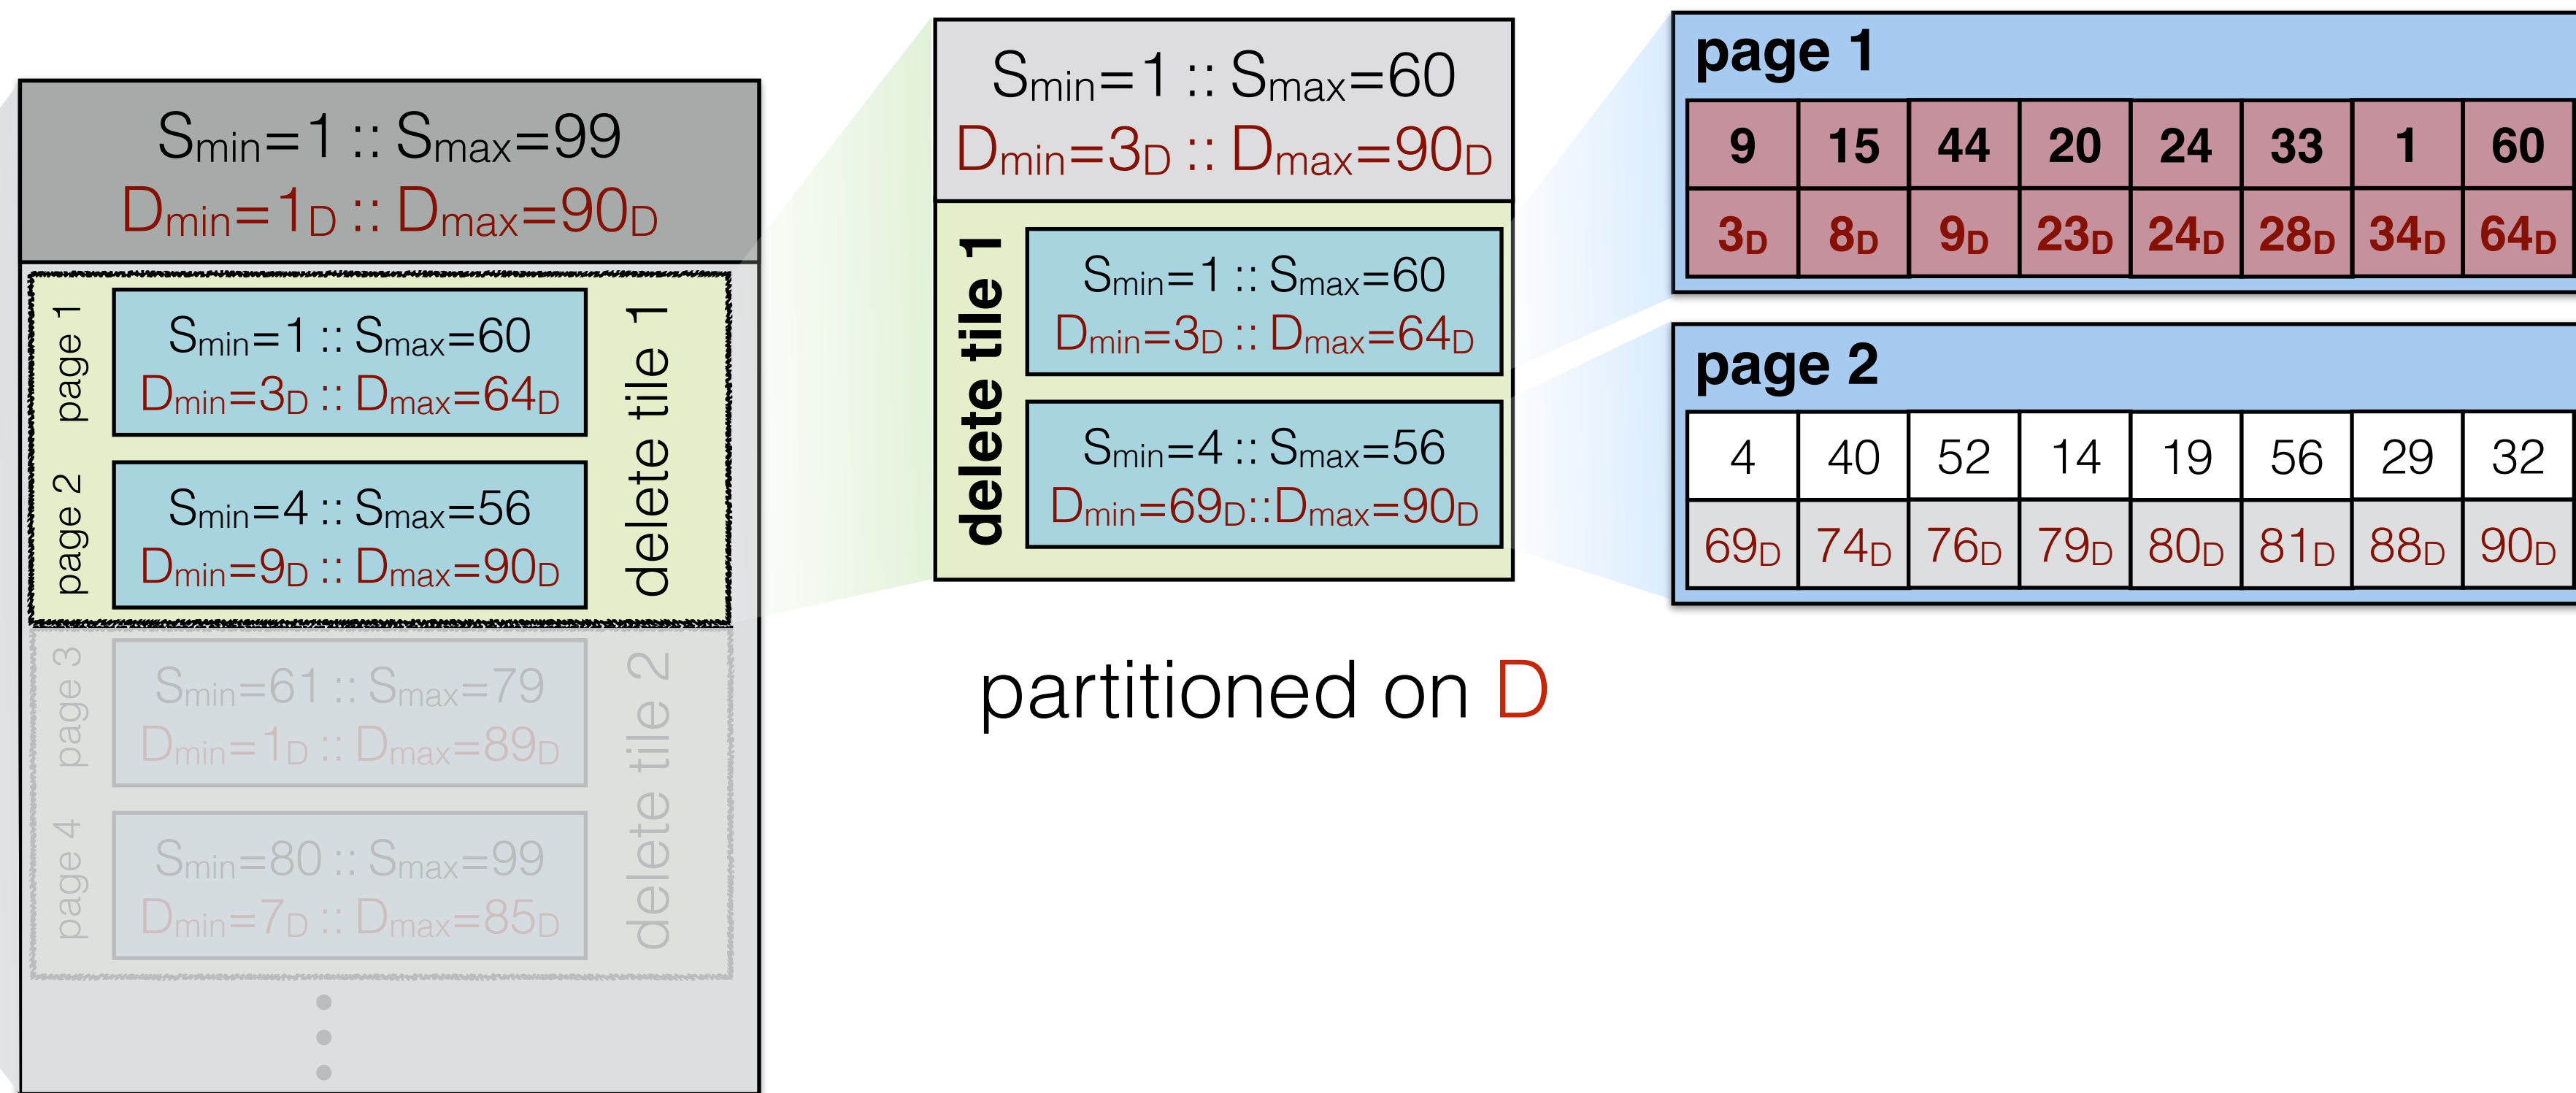 Smin=1 :: Smax=99
Dmin=1D :: Dmax=90D
page 1
Smin=1 :: Smax=60
Dmin=3D :: Dmax=64D
page 2
Smin=4 :: Smax=56
Dmin=9D :: Dmax=90D
delete tile 1
page 3
Smin=61 :: Smax=79
Dmin=1D :: Dmax=89D
page 4
Smin=80 :: Smax=99
Dmin=7D :: Dmax=85D
delete tile 2
Smin=1 :: Smax=60
Dmin=3D :: Dmax=90D
delete tile 1
Smin=1 :: Smax=60
Dmin=3D :: Dmax=64D
Smin=4 :: Smax=56
Dmin=69D::Dmax=90D
partitioned on D
page 1
9 15 44 20 24 33 1 60
3D 8D 9D 23D 24D 28D 34D 64D
page 2
4 40 52 14 19 56 29 32
69D 74D 76D 79D 80D 81D 88D 90D